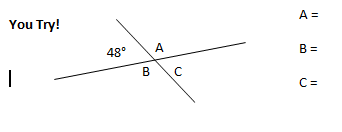 You Try!
48°
A
B
C
A =
B =
C =